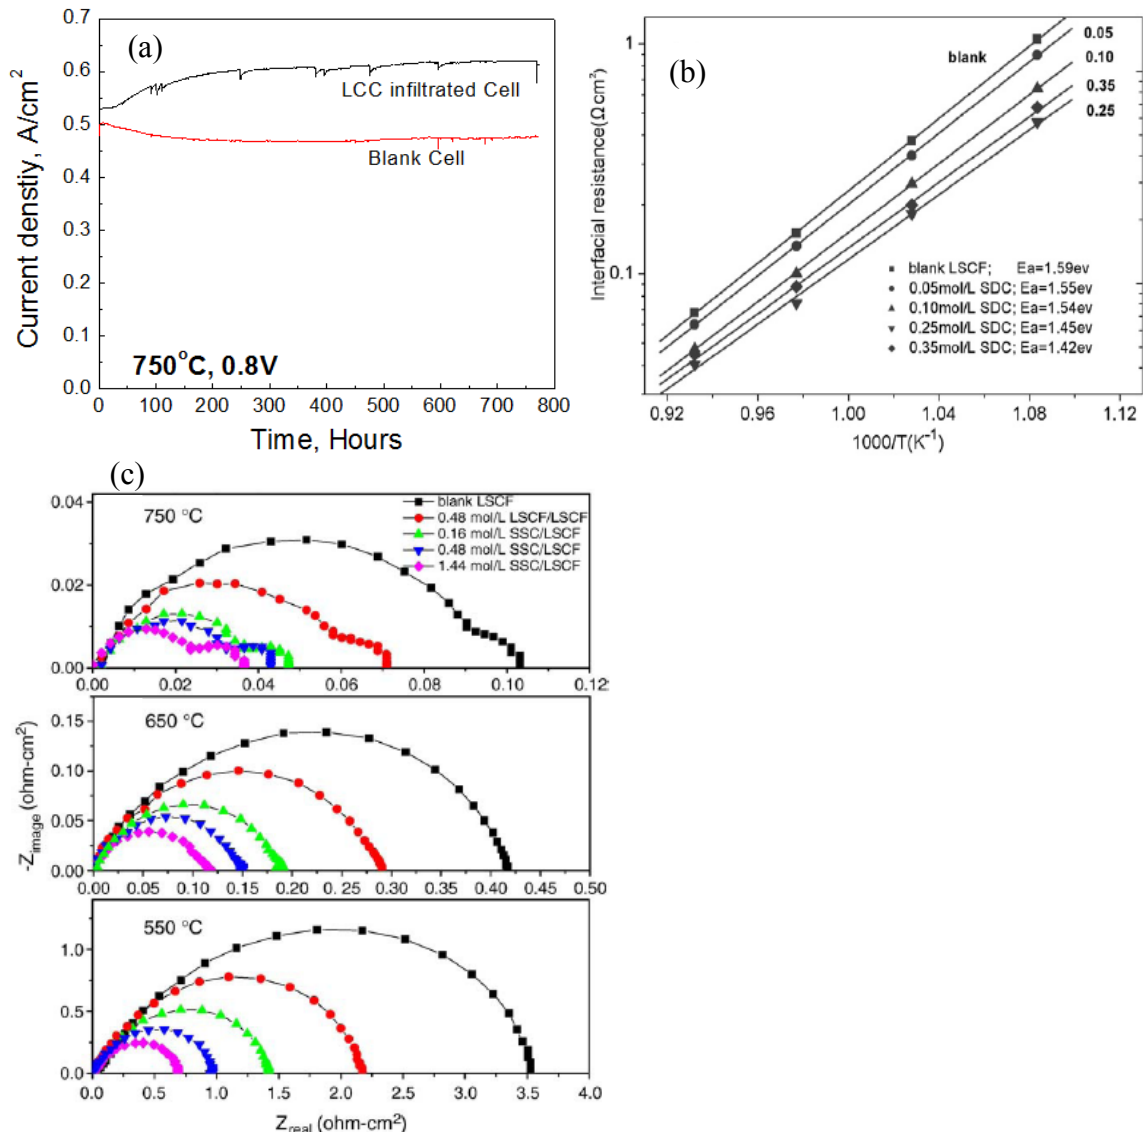 (a)
0.7
0.6
0.5
0.4
0.3
0.2
0.1
0.0
Current denstiy, A/cm²
LCC infiltrated Cell
Blank Cell
750°C, 0.8V
0 100 200 300 400 500 600 700 800
Time, Hours
(b)
1
0.1
Interfacial resistance(Ω cm²)
blank
0.05
0.10
0.35
0.25
blank LSCF; Ea=1.59ev
0.05mol/L SDC; Ea=1.55ev
0.10mol/L SDC; Ea=1.54ev
0.25mol/L SDC; Ea=1.45ev
0.35mol/L SDC; Ea=1.42ev
0.92 0.96 1.00 1.04 1.08 1.12
1000/T(K⁻¹)
(c)
0.04
0.02
0.00
750 °C
blank LSCF
0.48 mol/L LSCF/LSCF
0.16 mol/L SSC/LSCF
0.48 mol/L SSC/LSCF
1.44 mol/L SSC/LSCF
0.00 0.02 0.04 0.06 0.08 0.10 0.12
0.15
0.10
0.05
0.00
650 °C
0.00 0.05 0.10 0.15 0.20 0.25 0.30 0.35 0.40 0.45 0.50
-Zimage (ohm-cm²)
1.0
0.5
0.0
550 °C
0.0 0.5 1.0 1.5 2.0 2.5 3.0 3.5 4.0
Zreal (ohm-cm²)